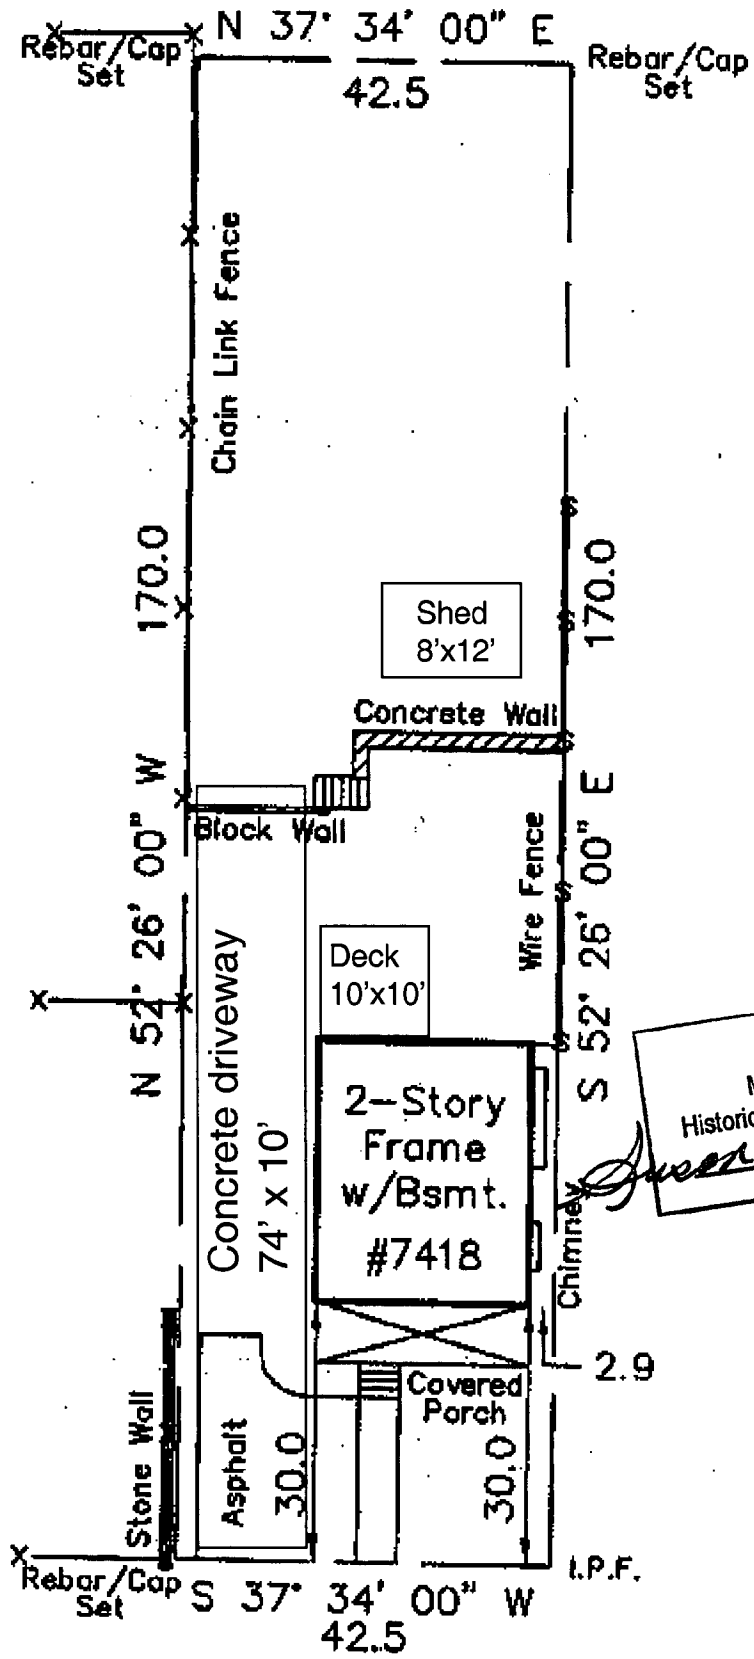 N 37° 34' 00" E
Rebar/Cap
Set
Rebar/Cap
Set
42.5
Chain Link Fence
170.0
N 52° 26' 00" W
170.0
S 52° 26' 00" E
Shed
8'x12'
Concrete Wall
Block Wall
Wire Fence
Deck
10'x10'
Concrete driveway
74' x 10'
2-Story
Frame
w/Bsmt.
#7418
Chimney
2.9
Covered
Porch
Stone Wall
Asphalt
30.0
30.0
I.P.F.
Rebar/Cap
Set
S 37° 34' 00" W
42.5